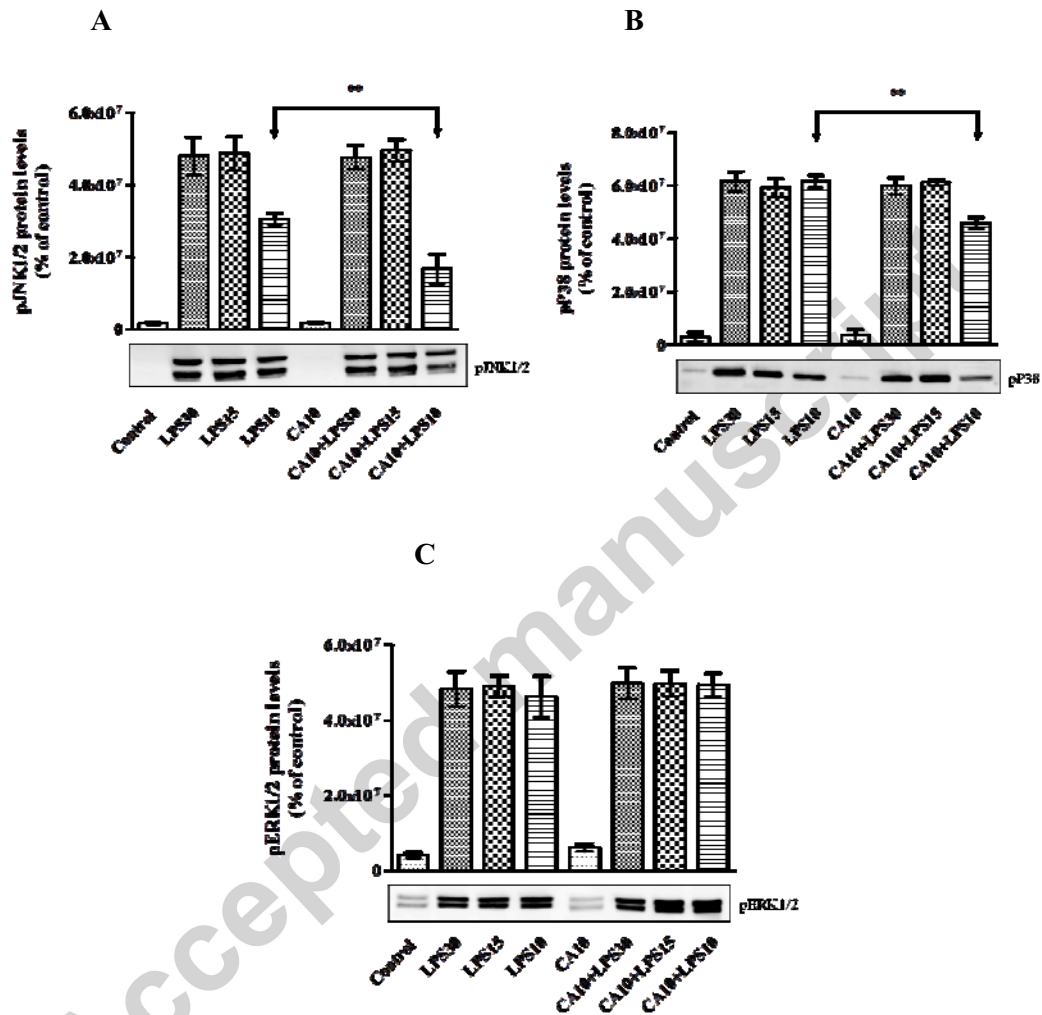 A
B
**
**
6.0x10⁷
4.0x10⁷
2.0x10⁷
0
pJNK1/2 protein levels
(% of control)
pJNK1/2
Control
LPS30
LPS15
LPS10
CA10
CA10+LPS30
CA10+LPS15
CA10+LPS10
8.0x10⁷
6.0x10⁷
4.0x10⁷
2.0x10⁷
0
pP38 protein levels
(% of control)
pP38
Control
LPS30
LPS15
LPS10
CA10
CA10+LPS30
CA10+LPS15
CA10+LPS10
C
6.0x10⁷
4.0x10⁷
2.0x10⁷
0
pERK1/2 protein levels
(% of control)
pERK1/2
Control
LPS30
LPS15
LPS10
CA10
CA10+LPS30
CA10+LPS15
CA10+LPS10
ccepted manuscript